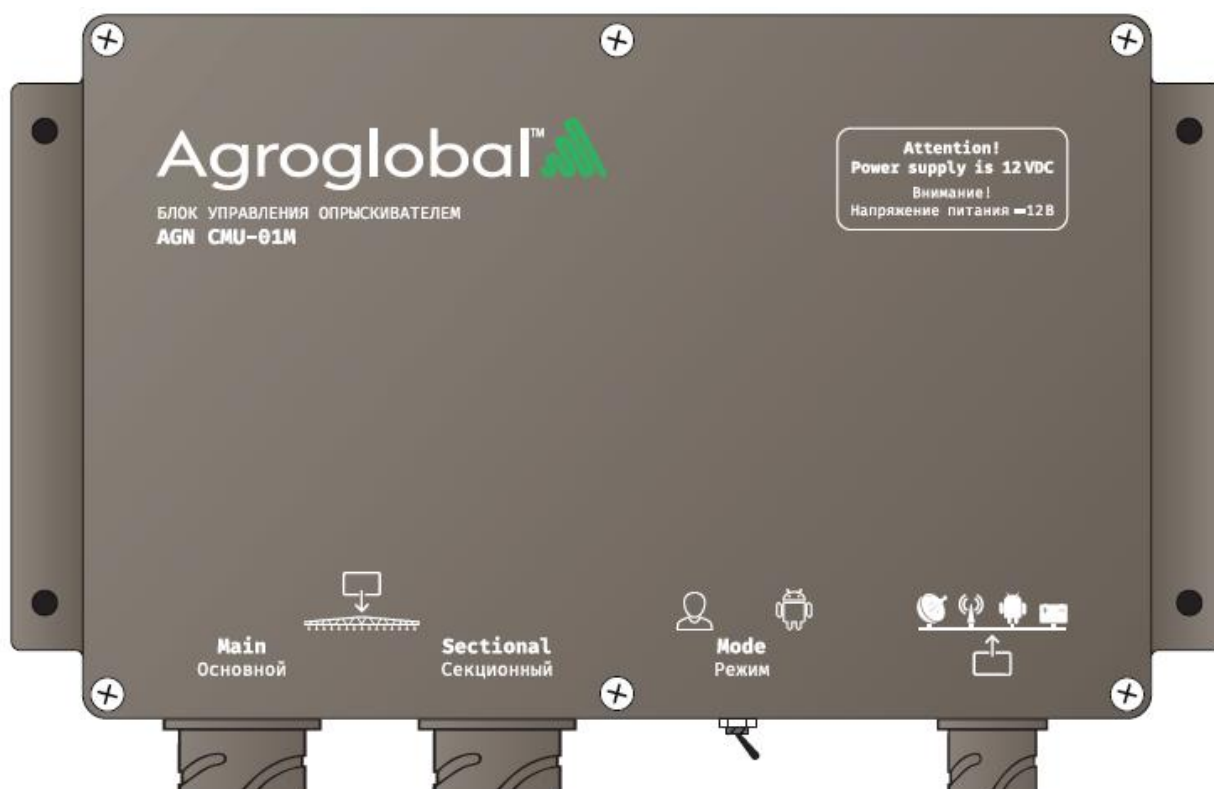 Agroglobal™
БЛОК УПРАВЛЕНИЯ ОПРЫСКИВАТЕЛЕМ
AGN CMU-01M
Attention!
Power supply is 12 VDC
Внимание!
Напряжение питания ⎓12 В
Main
Основной
Sectional
Секционный
Mode
Режим